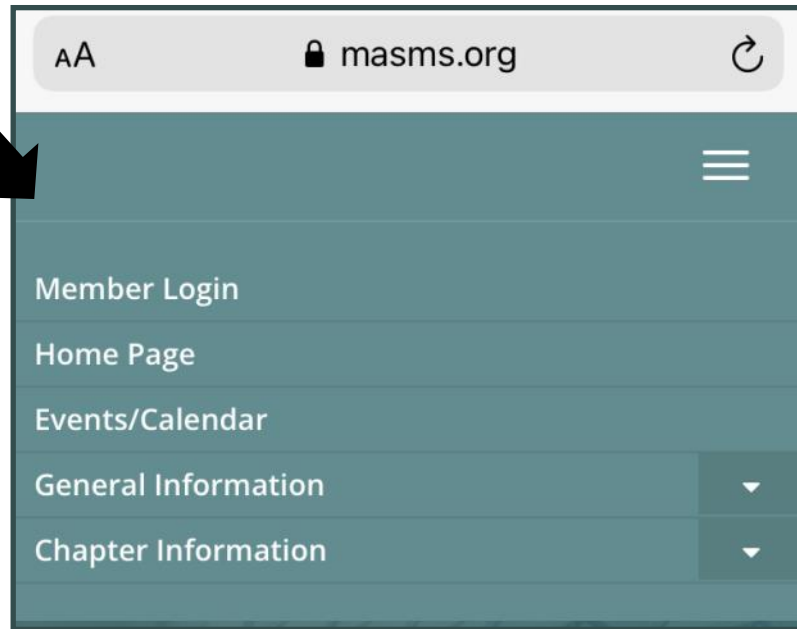 AA masms.org
Member Login
Home Page
Events/Calendar
General Information
Chapter Information